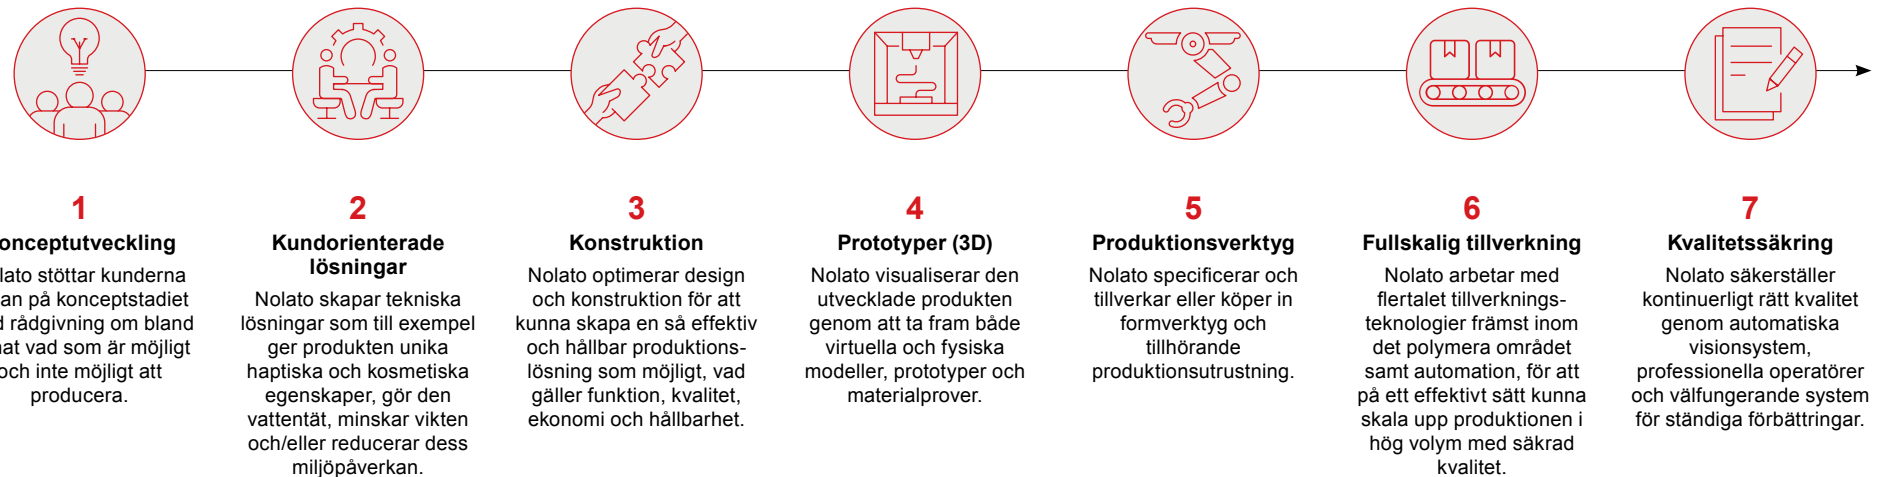 1
onceptutveckling
lato stöttar kunderna
an på konceptstadiet
d rådgivning om bland
nat vad som är möjligt
och inte möjligt att
producera.
2
Kundorienterade
lösningar
Nolato skapar tekniska
lösningar som till exempel
ger produkten unika
haptiska och kosmetiska
egenskaper, gör den
vattentät, minskar vikten
och/eller reducerar dess
miljöpåverkan.
3
Konstruktion
Nolato optimerar design
och konstruktion för att
kunna skapa en så effektiv
och hållbar produktions-
lösning som möjligt, vad
gäller funktion, kvalitet,
ekonomi och hållbarhet.
4
Prototyper (3D)
Nolato visualiserar den
utvecklade produkten
genom att ta fram både
virtuella och fysiska
modeller, prototyper och
materialprover.
5
Produktionsverktyg
Nolato specificerar och
tillverkar eller köper in
formverktyg och
tillhörande
produktionsutrustning.
6
Fullskalig tillverkning
Nolato arbetar med
flertalet tillverknings-
teknologier främst inom
det polymera området
samt automation, för att
på ett effektivt sätt kunna
skala upp produktionen i
hög volym med säkrad
kvalitet.
7
Kvalitetssäkring
Nolato säkerställer
kontinuerligt rätt kvalitet
genom automatiska
visionsystem,
professionella operatörer
och välfungerande system
för ständiga förbättringar.